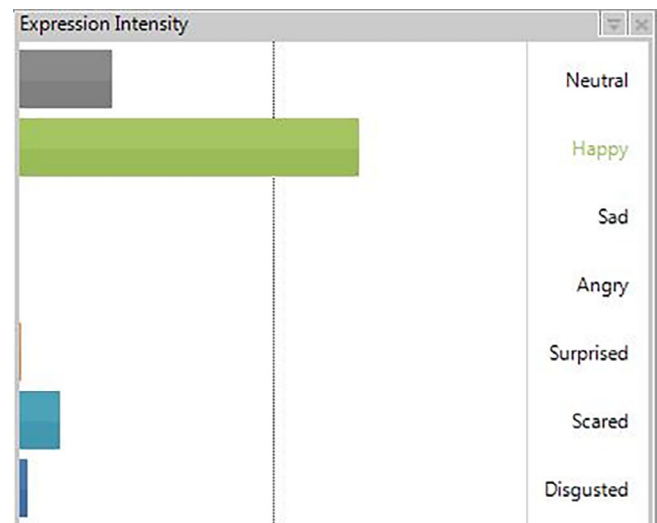 Expression Intensity
Neutral
Happy
Sad
Angry
Surprised
Scared
Disgusted